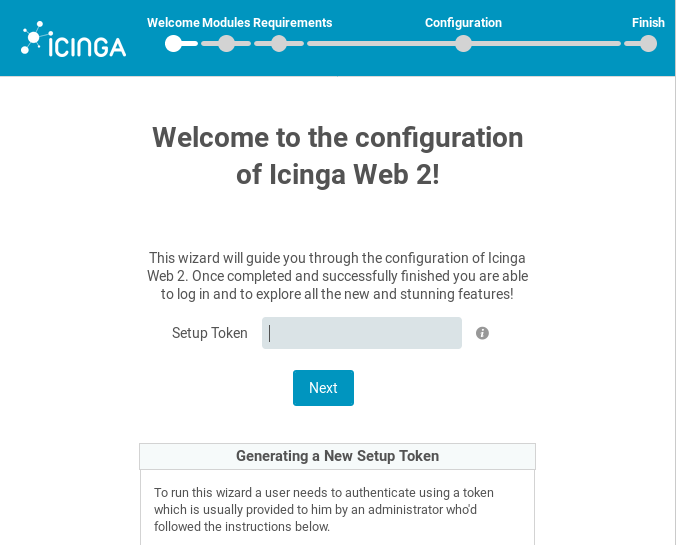 ICINGA
Welcome Modules Requirements Configuration Finish
Welcome to the configuration
of Icinga Web 2!
This wizard will guide you through the configuration of Icinga
Web 2. Once completed and successfully finished you are able
to log in and to explore all the new and stunning features!
Setup Token
Next
Generating a New Setup Token
To run this wizard a user needs to authenticate using a token
which is usually provided to him by an administrator who'd
followed the instructions below.